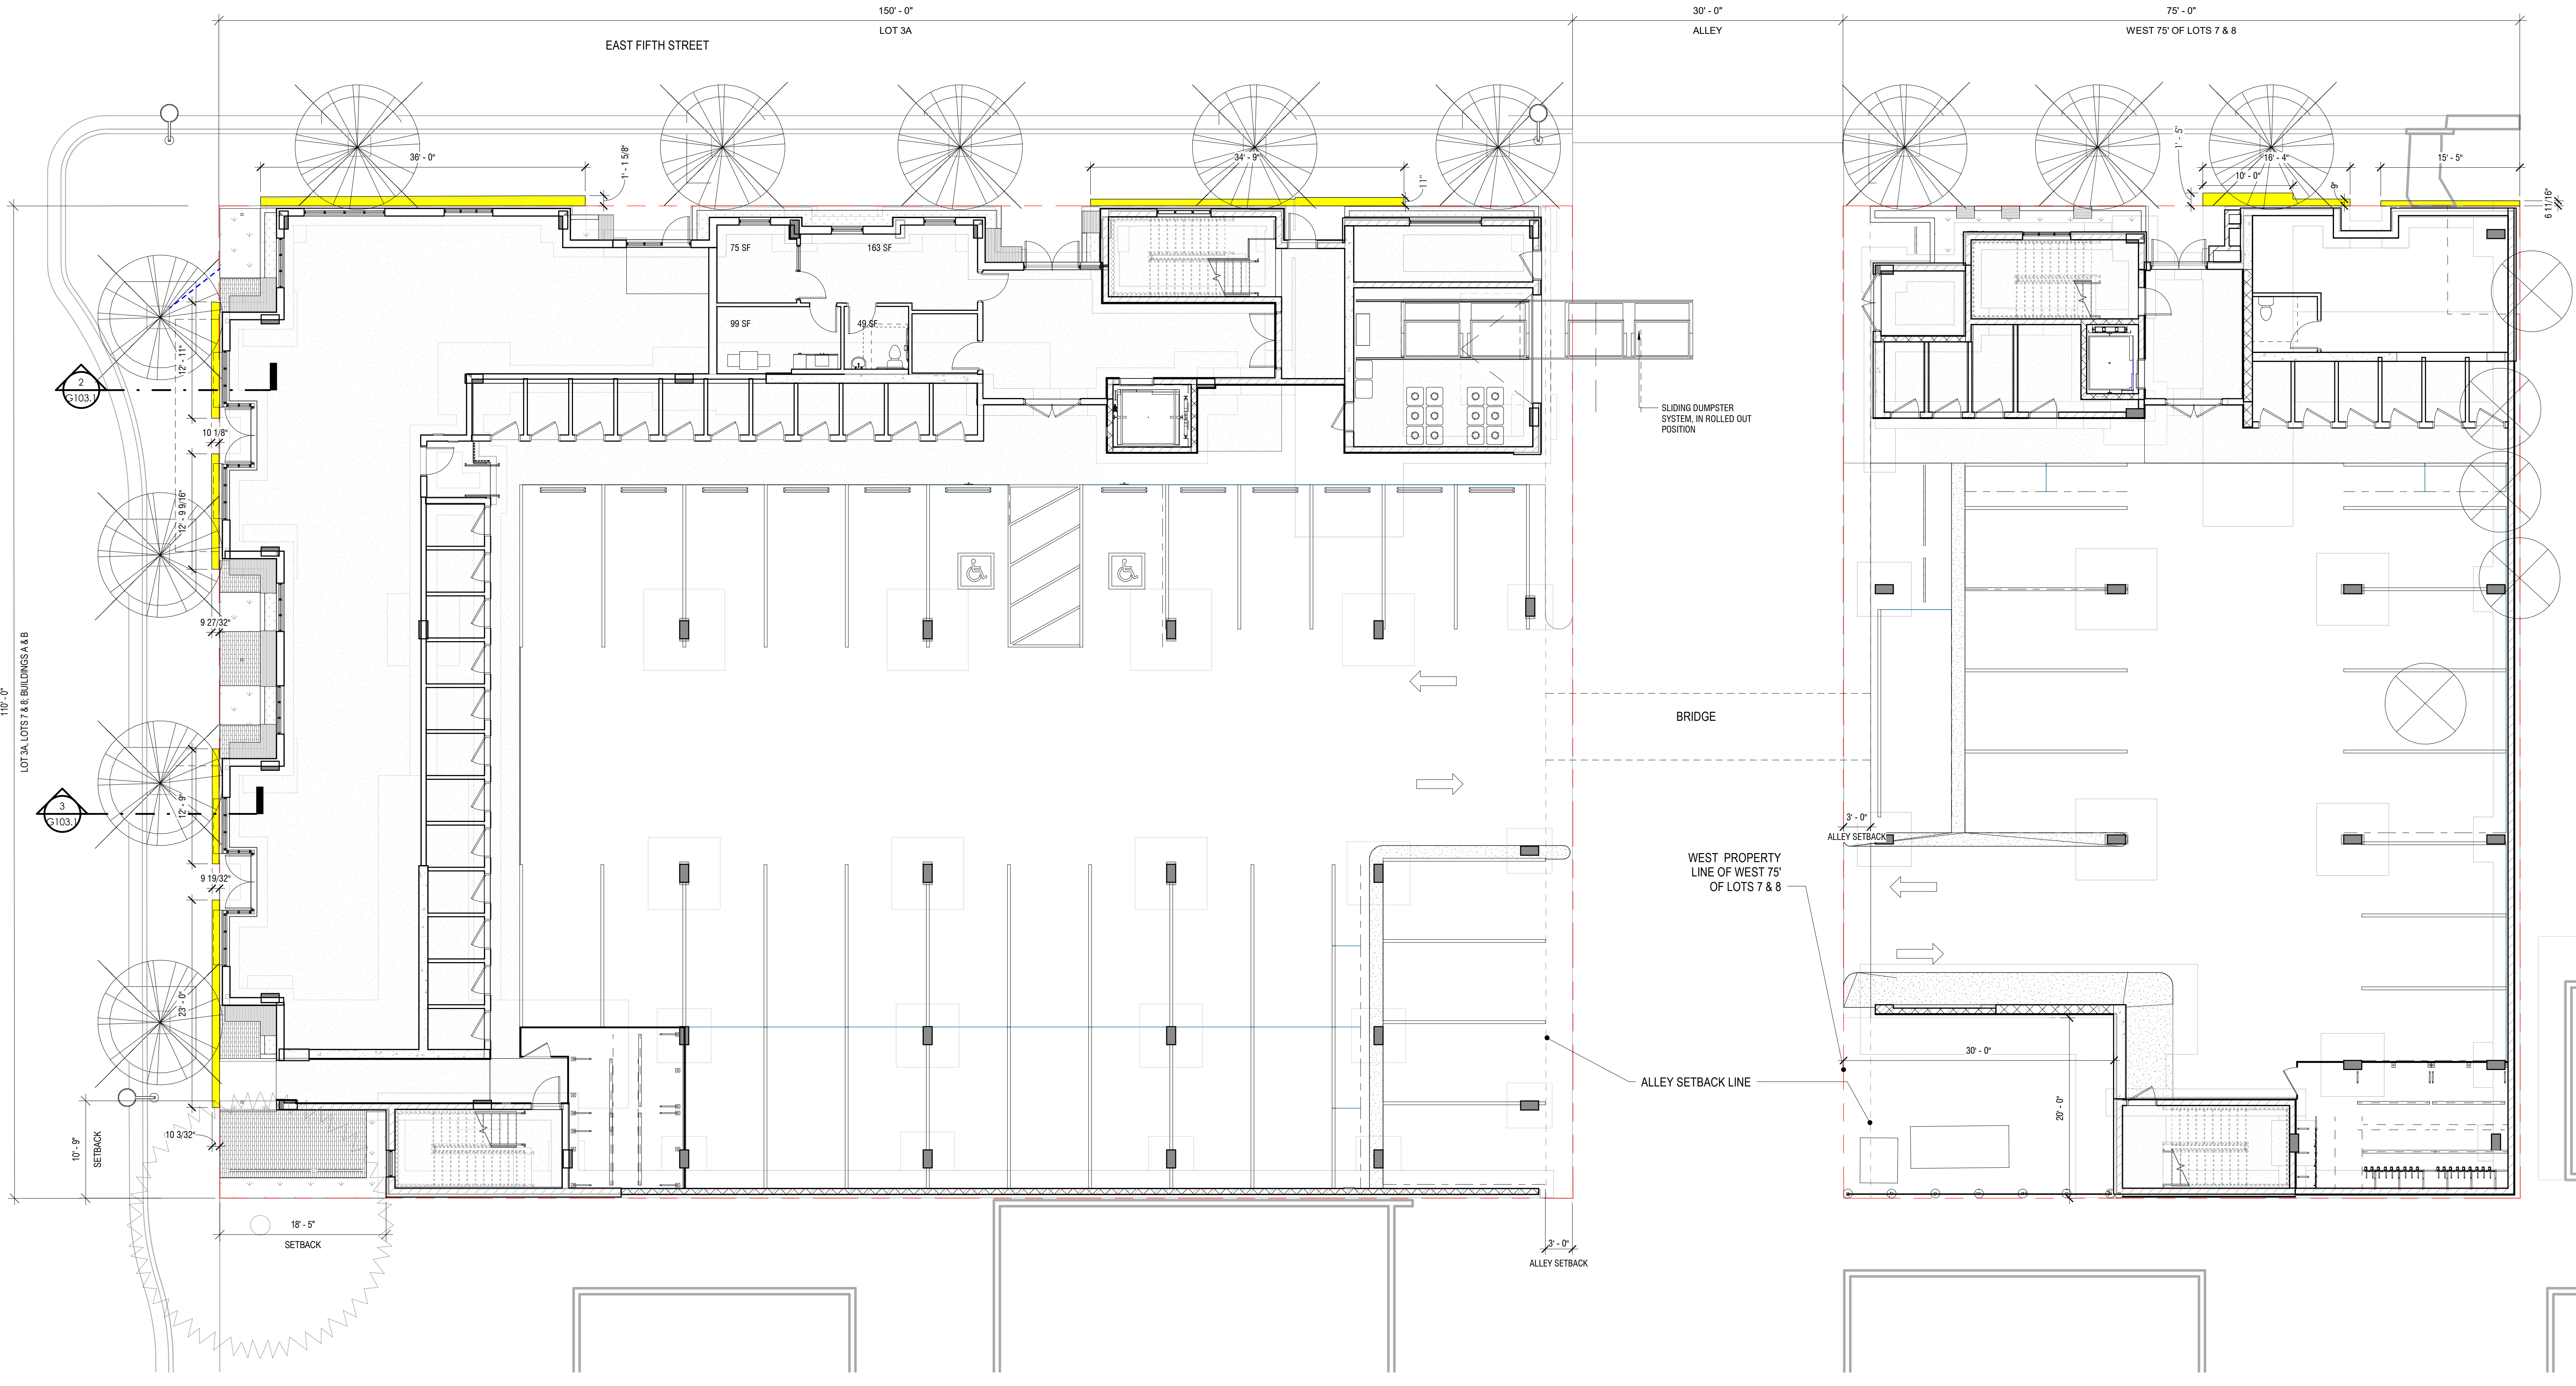 150' - 0"
30' - 0"
75' - 0"
LOT 3A
ALLEY
WEST 75' OF LOTS 7 & 8
EAST FIFTH STREET
36' - 0"
1' - 1 5/8"
34' - 9"
11"
1' - 5"
16' - 4"
10' - 0"
9"
15' - 5"
6 11/16"
75 SF
163 SF
99 SF
49 SF
12' - 11"
2
G103.1
10 1/8"
SLIDING DUMPSTER
SYSTEM, IN ROLLED OUT
POSITION
12' - 9 9/16"
9 27/32"
110' - 0"
LOT 3A, LOTS 7 & 8; BUILDINGS A & B
BRIDGE
3
G103.1
12' - 9"
3' - 0"
ALLEY SETBACK
WEST PROPERTY
LINE OF WEST 75'
OF LOTS 7 & 8
9 19/32"
23' - 0"
30' - 0"
ALLEY SETBACK LINE
20' - 0"
10 3/32"
10' - 9"
SETBACK
18' - 5"
SETBACK
3' - 0"
ALLEY SETBACK